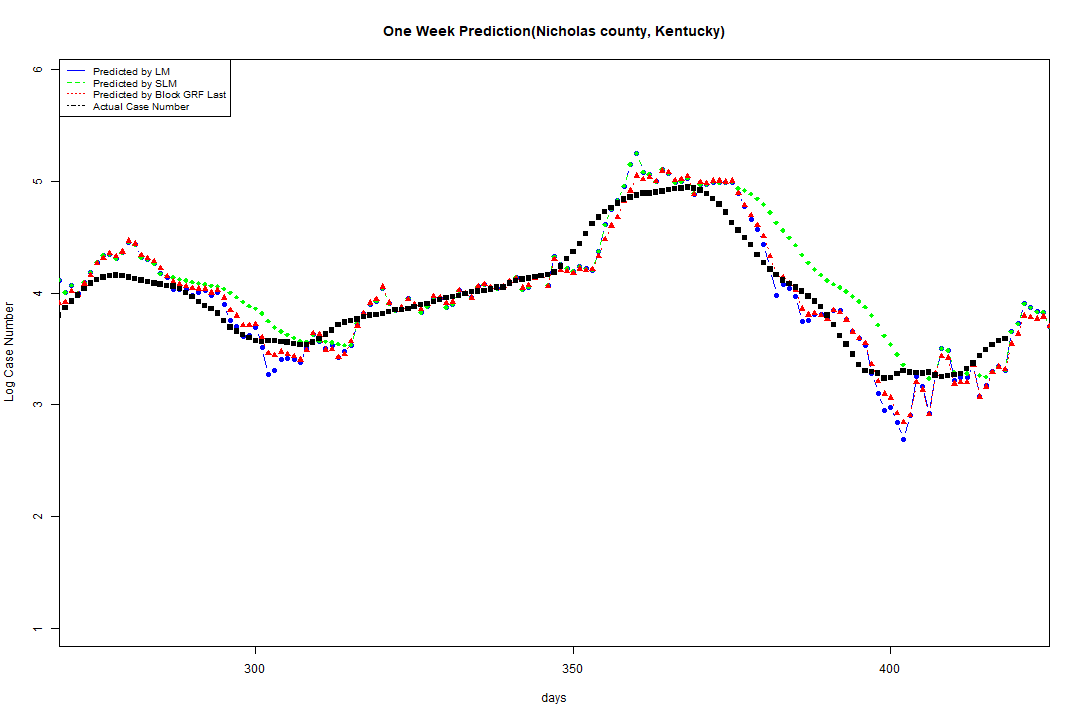 One Week Prediction(Nicholas county, Kentucky)
Predicted by LM
Predicted by SLM
Predicted by Block GRF Last
Actual Case Number
6
5
4
3
2
1
Log Case Number
300
350
400
days